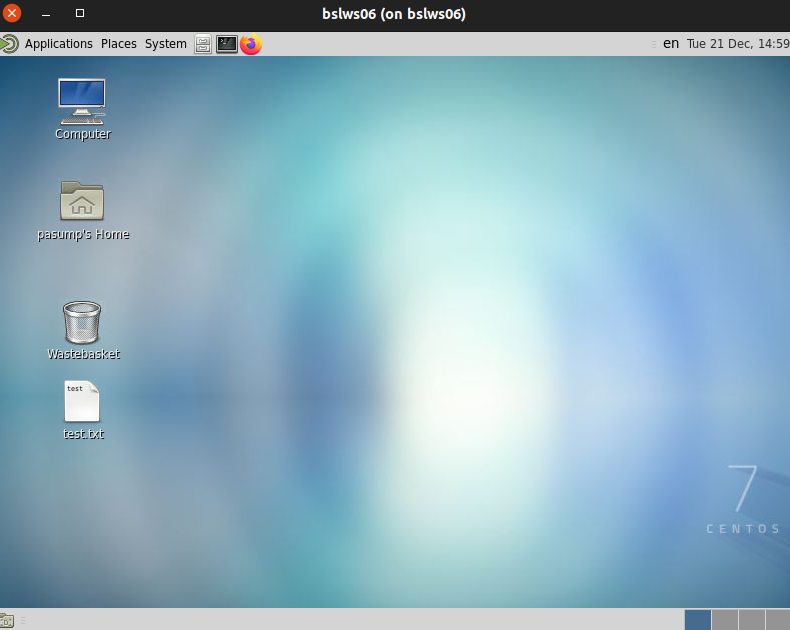 bslws06 (on bslws06)
Applications Places System en Tue 21 Dec, 14:59
Computer
pasump's Home
Wastebasket
test
test.txt
7
CENTOS